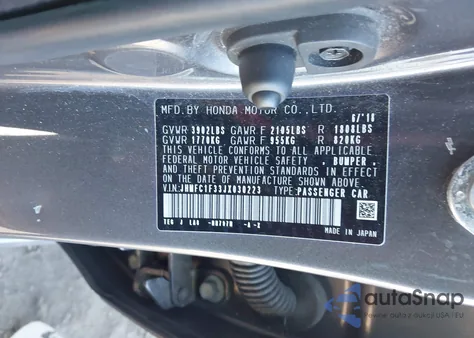 MFD.BY HONDA MOTOR CO.,LTD. 6/'18
GVWR 3902LBS GAWR F 2105LBS R 1808LBS
GVWR 1770KG GAWR F 955KG R 820KG
THIS VEHICLE CONFORMS TO ALL APPLICABLE
FEDERAL MOTOR VEHICLE SAFETY , BUMPER ,
AND THEFT PREVENTION STANDARDS IN EFFECT
ON THE DATE OF MANUFACTURE SHOWN ABOVE.
VIN:JHMFC1F33JX030223 TYPE:PASSENGER CAR
-A -X
MADE IN JAPAN
autoSnap